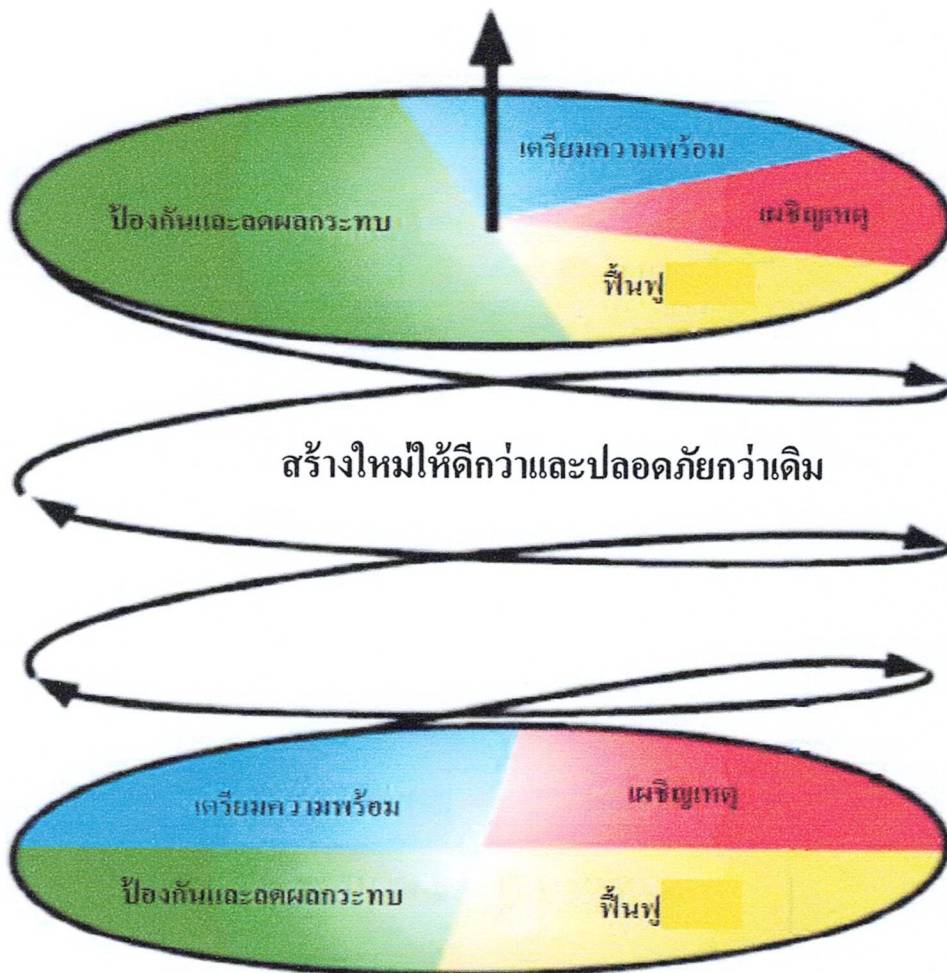 เตรียมความพร้อม
ป้องกันและลดผลกระทบ
เผชิญเหตุ
ฟื้นฟู
สร้างใหม่ให้ดีกว่าและปลอดภัยกว่าเดิม
เตรียมความพร้อม
เผชิญเหตุ
ป้องกันและลดผลกระทบ
ฟื้นฟู